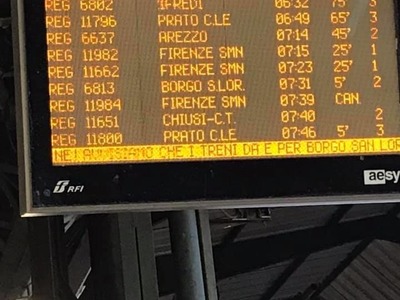 REG 6802 IFREDI 06:32 75' 3
REG 11796 PRATO C.LE 06:49 65' 3
REG 6637 AREZZO 07:14 45' 2
REG 11982 FIRENZE SMN 07:15 25' 1
REG 11662 FIRENZE SMN 07:23 25' 1
REG 6813 BORGO S.LOR. 07:31 5' 2
REG 11984 FIRENZE SMN 07:39 CAN.
REG 11651 CHIUSI-C.T. 07:40 2
REG 11800 PRATO C.LE 07:46 5' 3
CHE I TRENI DA E PER BORGO SAN LOR
RFI
aesy